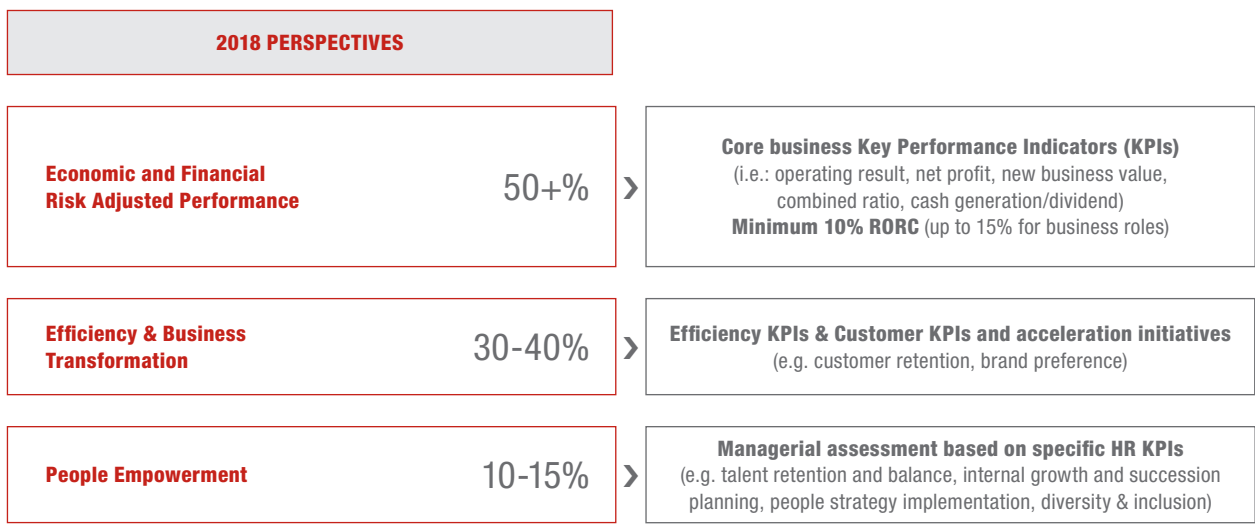 2018 PERSPECTIVES
Economic and Financial
Risk Adjusted Performance
50+%
Core business Key Performance Indicators (KPIs)
(i.e.: operating result, net profit, new business value,
combined ratio, cash generation/dividend)
Minimum 10% RORC (up to 15% for business roles)
Efficiency & Business
Transformation
30-40%
Efficiency KPIs & Customer KPIs and acceleration initiatives
(e.g. customer retention, brand preference)
People Empowerment
10-15%
Managerial assessment based on specific HR KPIs
(e.g. talent retention and balance, internal growth and succession
planning, people strategy implementation, diversity & inclusion)